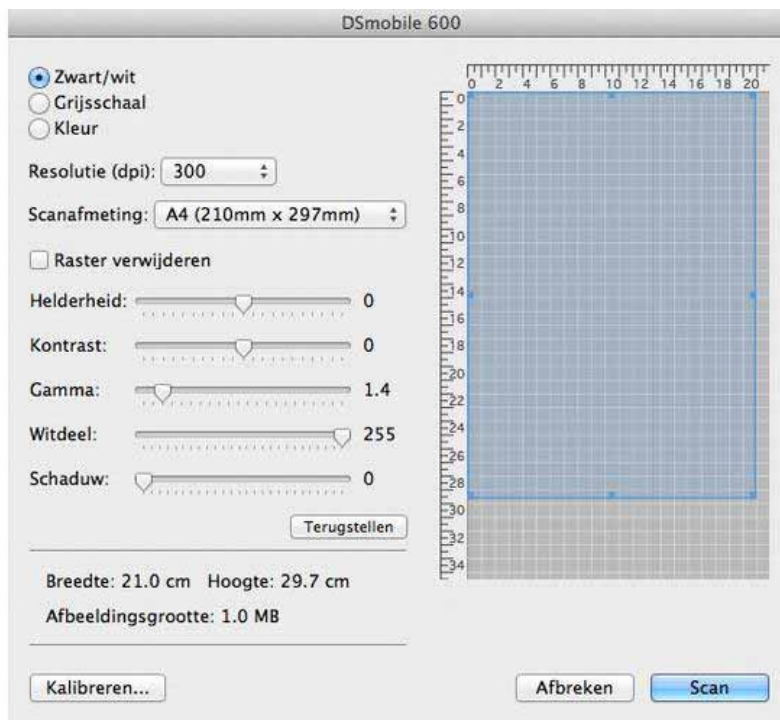 DSmobile 600
Zwart/wit
Grijsschaal
Kleur
Resolutie (dpi): 300
Scanafmeting: A4 (210mm x 297mm)
Raster verwijderen
Helderheid: 0
Kontrast: 0
Gamma: 1.4
Witdeel: 255
Schaduw: 0
Terugstellen
Breedte: 21.0 cm Hoogte: 29.7 cm
Afbeeldingsgrootte: 1.0 MB
Kalibreren...
0 2 4 6 8 10 12 14 16 18 20
0
2
4
6
8
10
12
14
16
18
20
22
24
26
28
30
32
34
Afbreken Scan